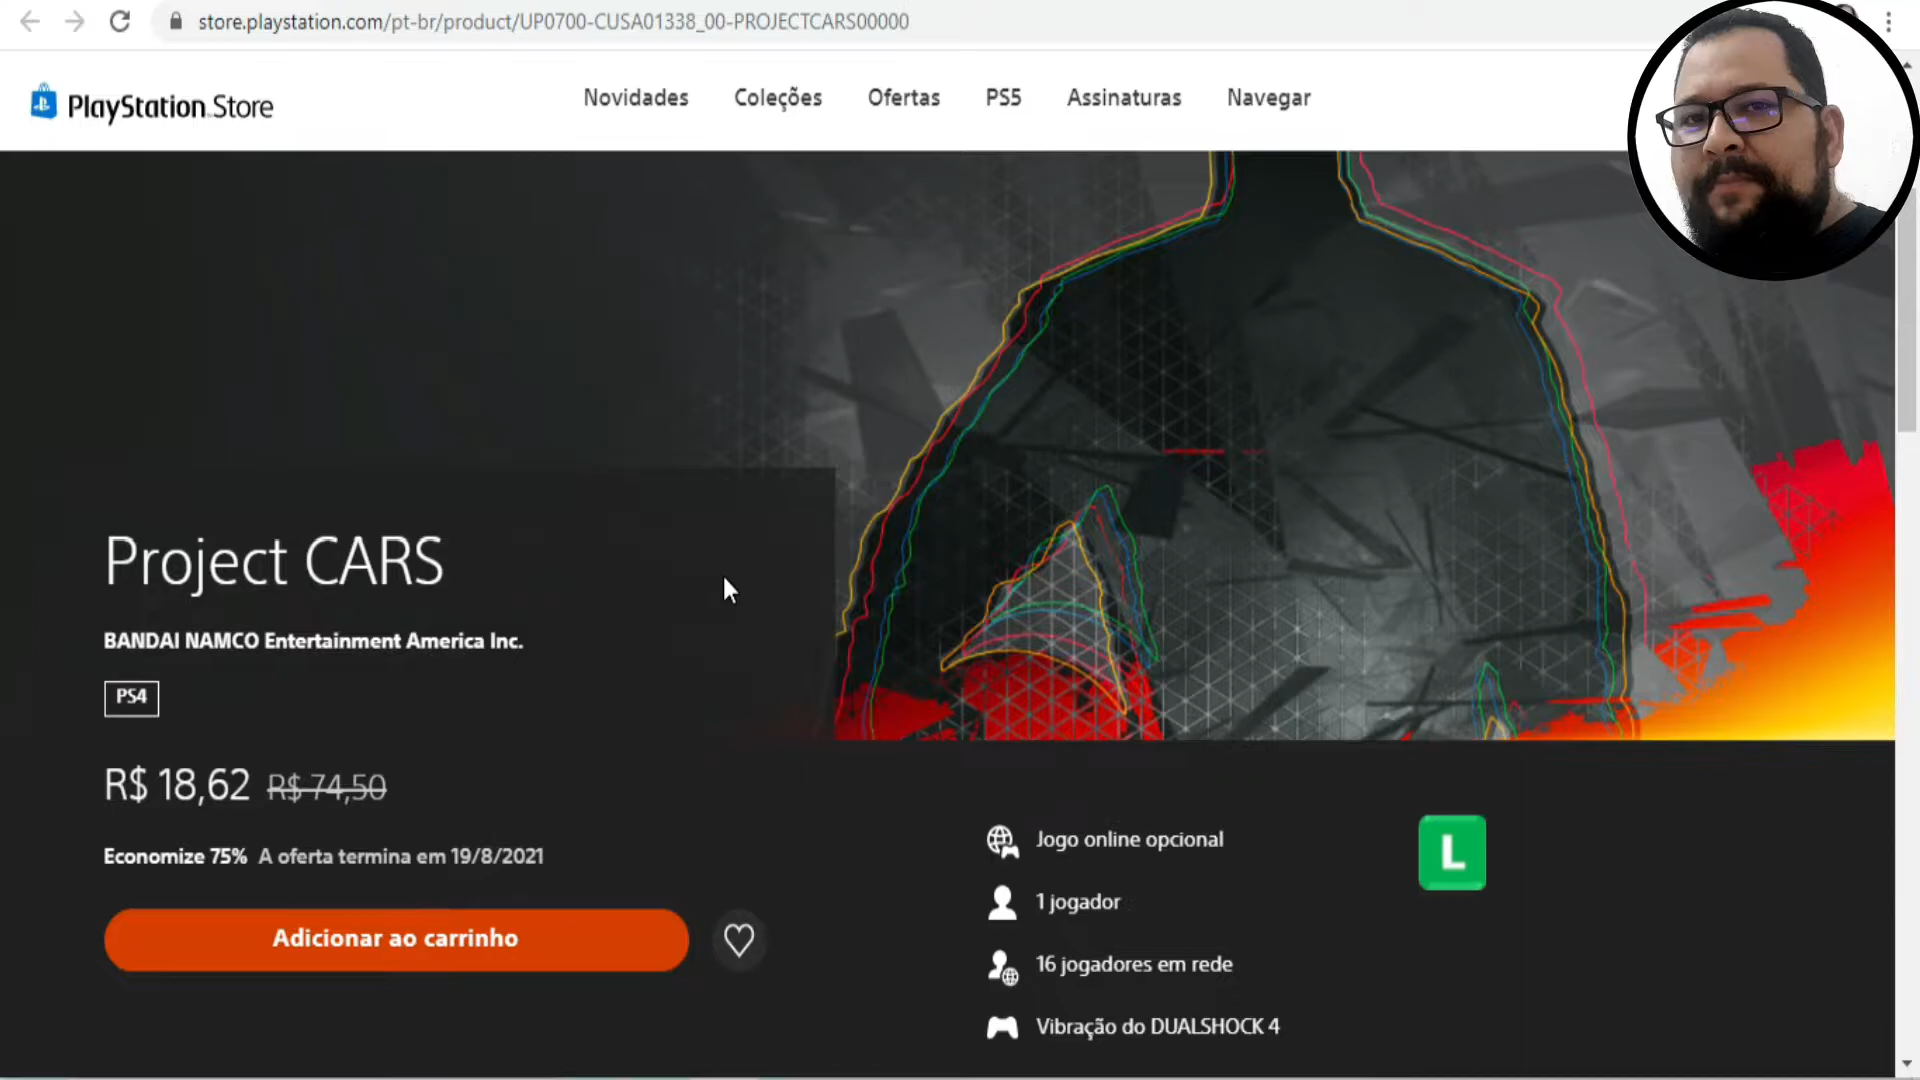 store.playstation.com/pt-br/product/UP0700-CUSA01338_00-PROJECTCARS00000
PlayStation Store
Novidades
Coleções
Ofertas
PS5
Assinaturas
Navegar
Project CARS
BANDAI NAMCO Entertainment America Inc.
PS4
R$ 18,62 R$ 74,50
Economize 75% A oferta termina em 19/8/2021
Adicionar ao carrinho
Jogo online opcional
1 jogador
16 jogadores em rede
Vibração do DUALSHOCK 4
L